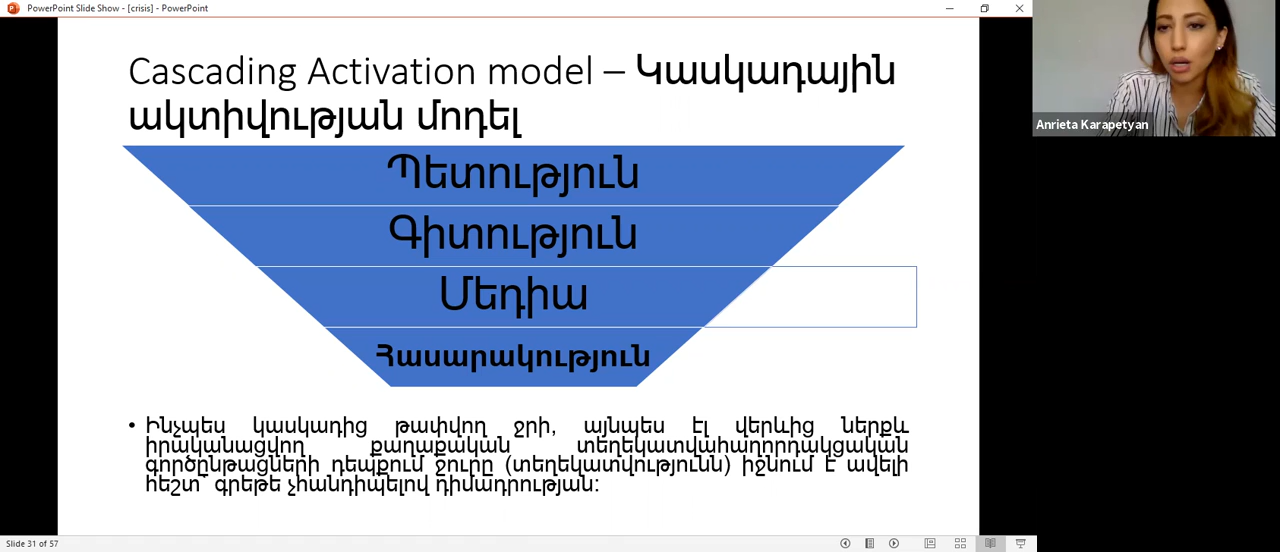 PowerPoint Slide Show - [crisis] - PowerPoint
Cascading Activation model – Կասկադային
ակտիվության մոդել
Պետություն
Գիտություն
Մեդիա
Հասարակություն
• Ինչպես կասկադից թափվող ջրի, այնպես էլ վերևից ներքև
իրականացվող քաղաքական տեղեկատվահաղորդակցական
գործընթացների դեպքում ջուրը (տեղեկատվությունն) իջնում է ավելի
հեշտ՝ գրեթե չհանդիպելով դիմադրության:
Anrieta Karapetyan
Slide 31 of 57